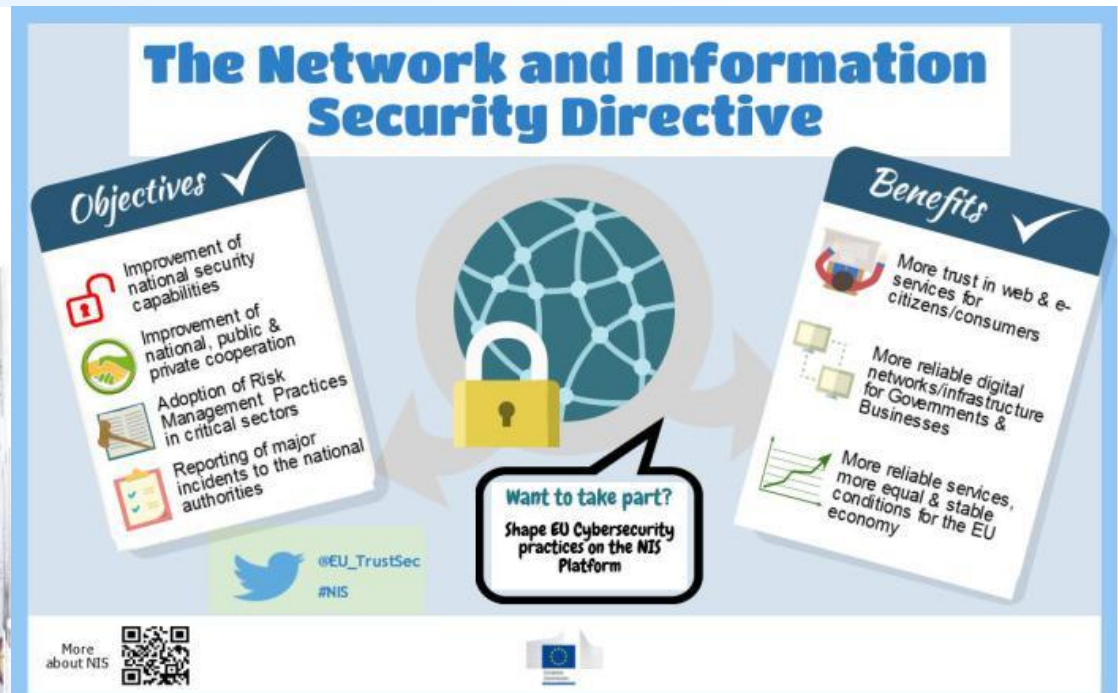 The Network and Information
Security Directive
Objectives
Improvement of
national security
capabilities
Improvement of
national, public &
private cooperation
Adoption of Risk
Management Practices
in critical sectors
Reporting of major
incidents to the national
authorities
Benefits
More trust in web & e-
services for
citizens/consumers
More reliable digital
networks/infrastructure
for Governments &
Businesses
More reliable services,
more equal & stable
conditions for the EU
economy
Want to take part?
Shape EU Cybersecurity
practices on the NIS
Platform
@EU_TrustSec
#NIS
More
about NIS
European
Commission